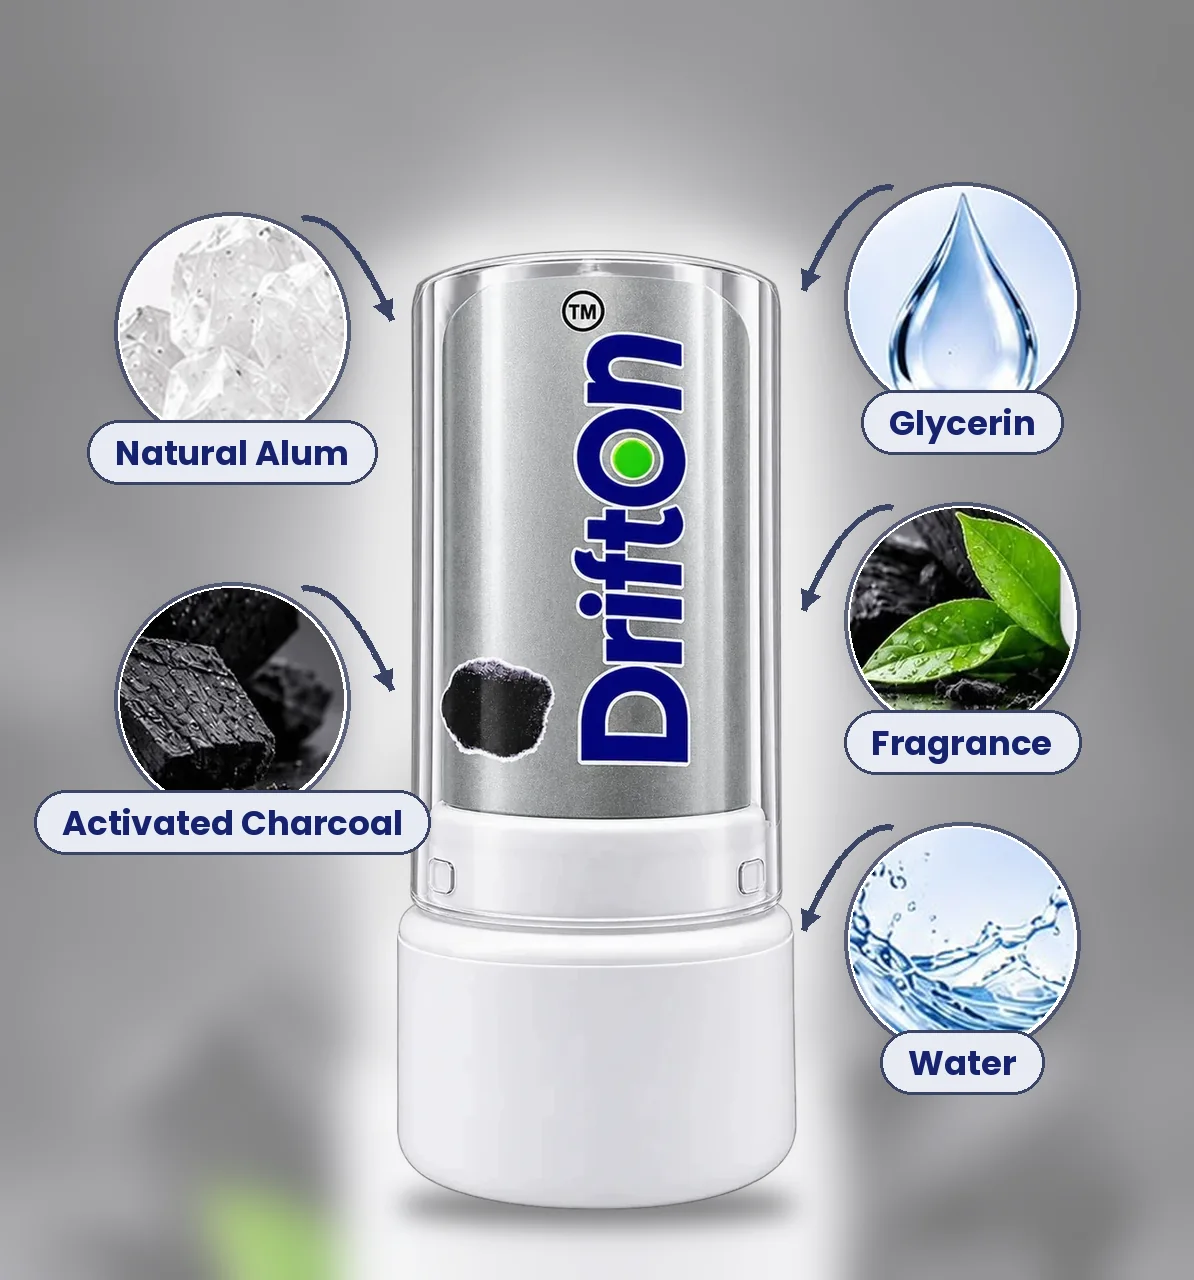 TM
Drifton
Natural Alum
Activated Charcoal
Glycerin
Fragrance
Water